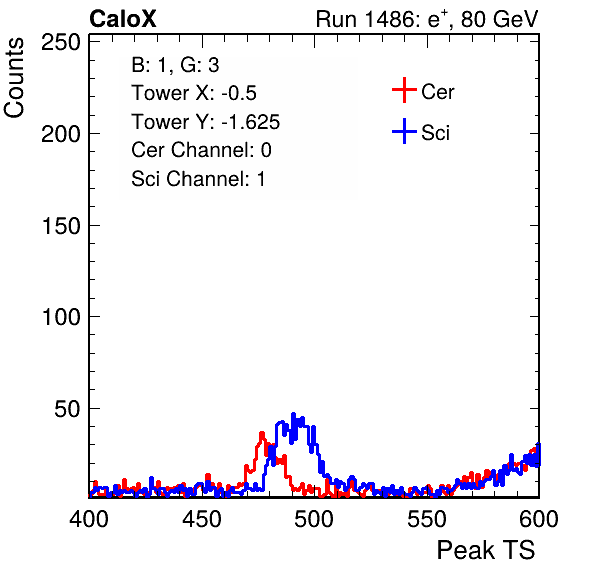 CaloX Run 1486: e+, 80 GeV
Counts
250
200
150
100
50
B: 1, G: 3
Tower X: -0.5
Tower Y: -1.625
Cer Channel: 0
Sci Channel: 1
Cer
Sci
400 450 500 550 600
Peak TS